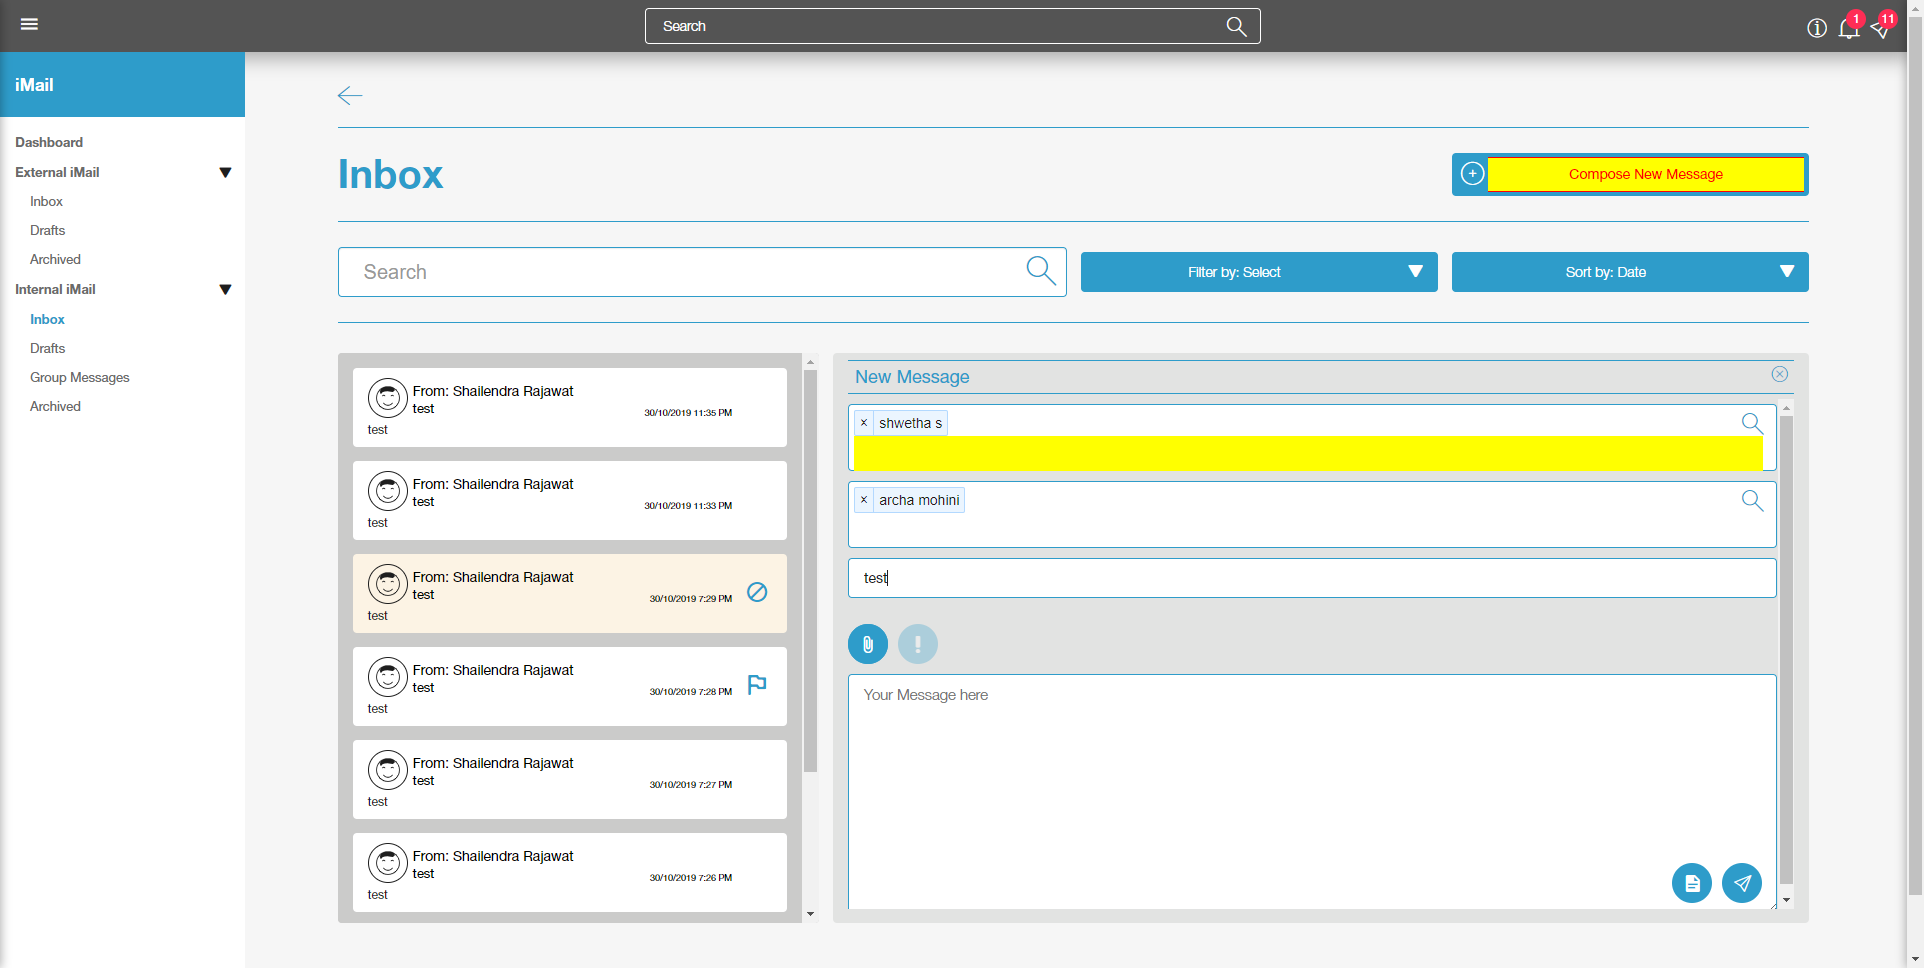 Search
1
11
iMail
Dashboard
External iMail
Inbox
Drafts
Archived
Internal iMail
Inbox
Drafts
Group Messages
Archived
Inbox
Compose New Message
Search
Filter by: Select
Sort by: Date
From: Shailendra Rajawat
test
30/10/2019 11:35 PM
test
From: Shailendra Rajawat
test
30/10/2019 11:33 PM
test
From: Shailendra Rajawat
test
30/10/2019 7:29 PM
test
From: Shailendra Rajawat
test
30/10/2019 7:28 PM
test
From: Shailendra Rajawat
test
30/10/2019 7:27 PM
test
From: Shailendra Rajawat
test
30/10/2019 7:26 PM
test
New Message
× shwetha s
× archa mohini
test
Your Message here